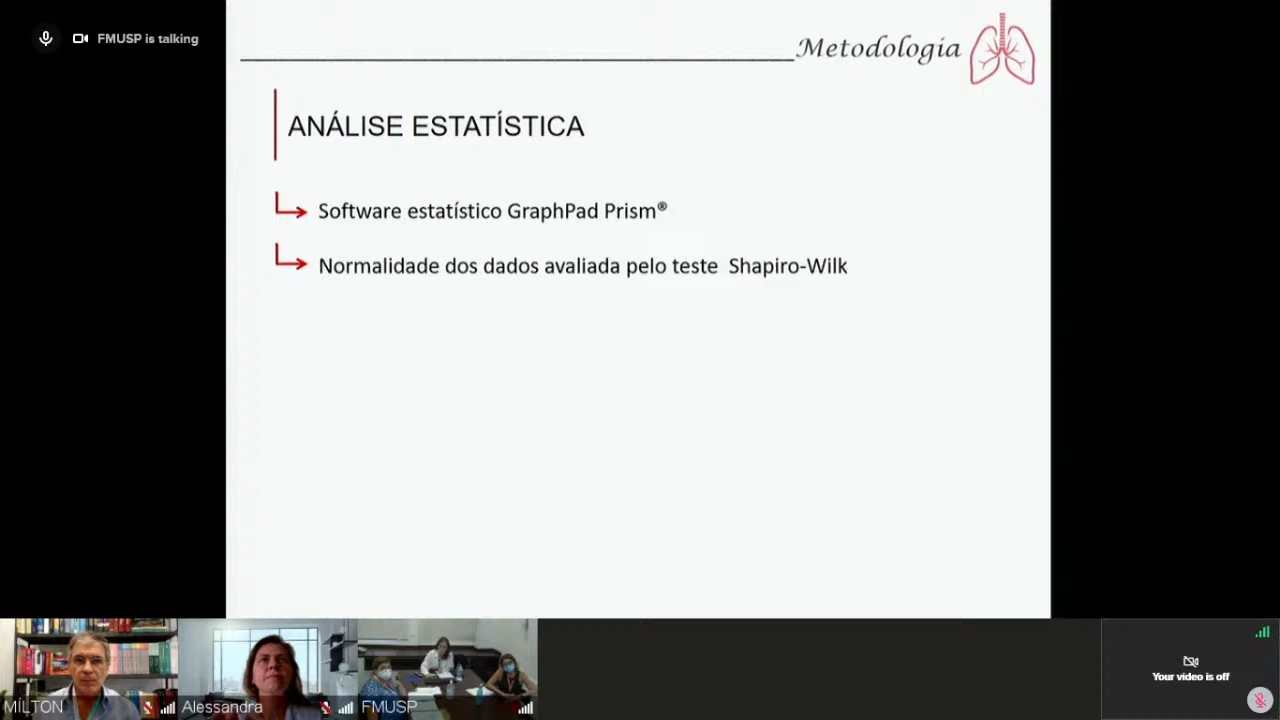 FMUSP is talking
Metodologia
ANÁLISE ESTATÍSTICA
Software estatístico GraphPad Prism®
Normalidade dos dados avaliada pelo teste Shapiro-Wilk
Your video is off
MILTON
Alessandra
FMUSP